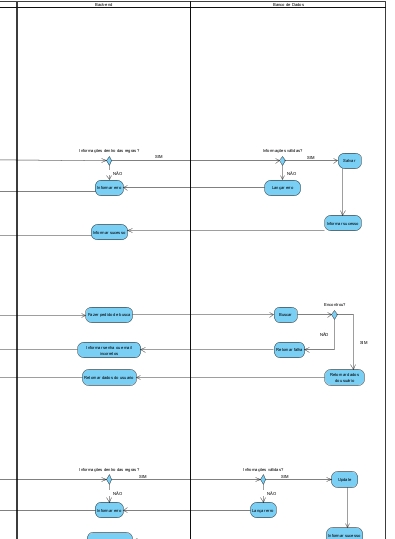 Backend
Banco de Dados
Informações dentro das regras?
Informações válidas?
SIM
SIM
Salvar
NÃO
NÃO
Informar erro
Lançar erro
Informar sucesso
Informar sucesso
Encontrou?
Fazer pedido de busca
Buscar
NÃO
SIM
Informar senha ou e-mail
incorretos
Retornar falha
Retornar dados do usuario
Retornar dados
do usuário
Informações dentro das regras?
Informações válidas?
SIM
SIM
Update
NÃO
NÃO
Informar erro
Lançar erro
Informar sucesso